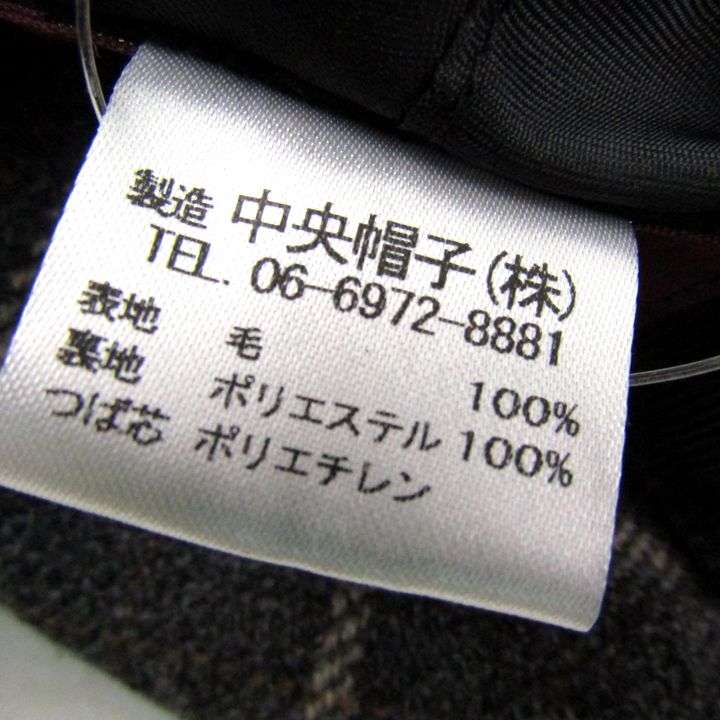 製造 中央帽子(株)
TEL. 06-6972-8881
表地 毛 100%
裏地 ポリエステル 100%
つば芯 ポリエチレン